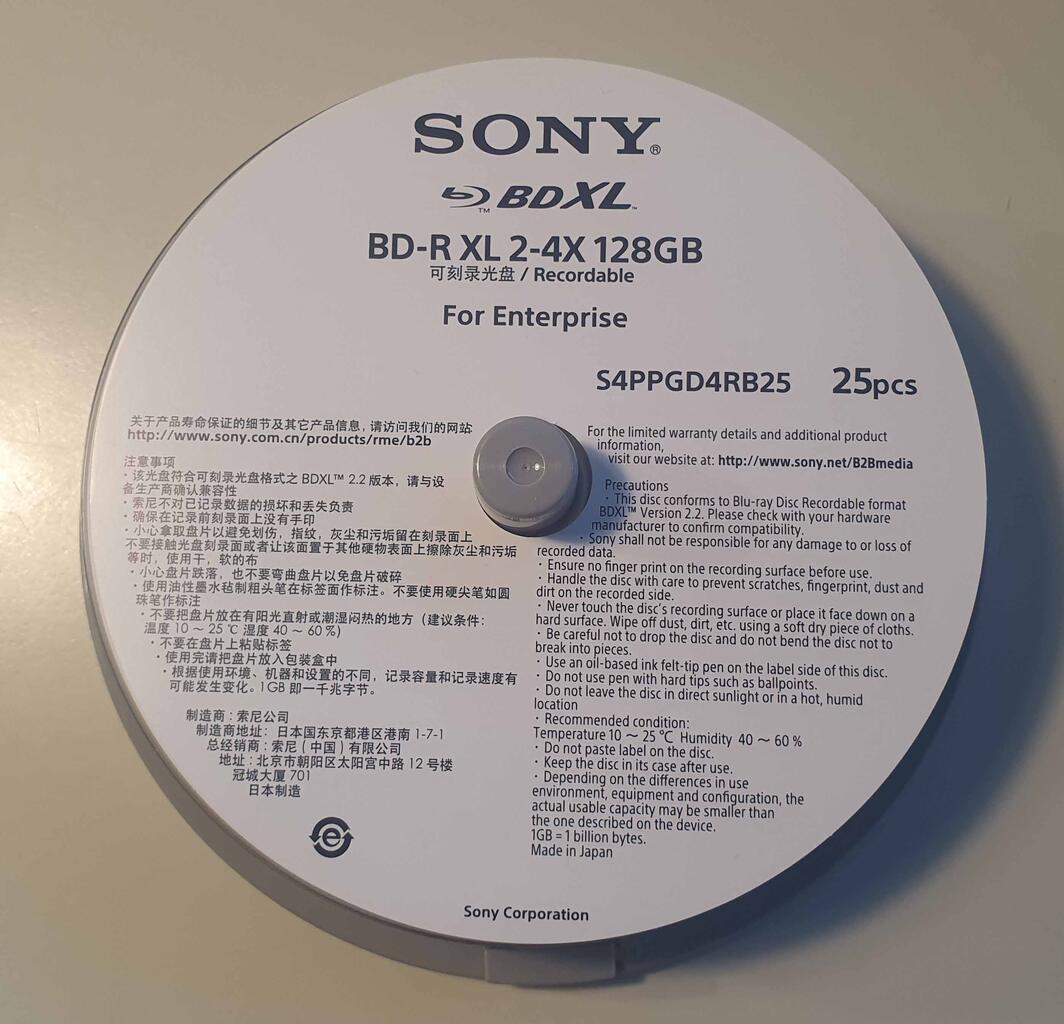 SONY®
BDXL™
TM
BD-R XL 2-4X 128GB
可刻录光盘 / Recordable
For Enterprise
S4PPGD4RB25 25pcs
关于产品寿命保证的细节及其它产品信息，请访问我们的网站:
http://www.sony.com.cn/products/rme/b2b
注意事项
・该光盘符合可刻录光盘格式之 BDXL™ 2.2 版本，请与设
备生产商确认兼容性
・索尼不对已记录数据的损坏和丢失负责
・确保在记录前刻录面上没有手印
・小心拿取盘片以避免划伤，指纹，灰尘和污垢留在刻录面上
不要接触光盘刻录面或者让该面置于其他硬物表面上擦除灰尘和污垢
等时，使用干，软的布
・小心盘片跌落，也不要弯曲盘片以免盘片破碎
・使用油性墨水毡制粗头笔在标签面作标注。不要使用硬尖笔如圆
珠笔作标注
・不要把盘片放在有阳光直射或潮湿闷热的地方（建议条件：
温度 10 ～ 25 ℃ 湿度 40 ～ 60 %）
・不要在盘片上粘贴标签
・使用完请把盘片放入包装盒中
・根据使用环境、机器和设置的不同，记录容量和记录速度有
可能发生变化。1GB 即一千兆字节。
制造商：索尼公司
制造商地址：日本国东京都港区港南 1-7-1
总经销商：索尼（中国）有限公司
地址：北京市朝阳区太阳宫中路 12 号楼
冠城大厦 701
日本制造
e
For the limited warranty details and additional product
information,
visit our website at: http://www.sony.net/B2Bmedia
Precautions
・This disc conforms to Blu-ray Disc Recordable format
BDXL™ Version 2.2. Please check with your hardware
manufacturer to confirm compatibility.
・Sony shall not be responsible for any damage to or loss of
recorded data.
・Ensure no finger print on the recording surface before use.
・Handle the disc with care to prevent scratches, fingerprint, dust and
dirt on the recorded side.
・Never touch the disc's recording surface or place it face down on a
hard surface. Wipe off dust, dirt, etc. using a soft dry piece of cloths.
・Be careful not to drop the disc and do not bend the disc not to
break into pieces.
・Use an oil-based ink felt-tip pen on the label side of this disc.
・Do not use pen with hard tips such as ballpoints.
・Do not leave the disc in direct sunlight or in a hot, humid
location
・Recommended condition:
Temperature 10 ～ 25 ℃ Humidity 40 ～ 60 %
・Do not paste label on the disc.
・Keep the disc in its case after use.
・Depending on the differences in use
environment, equipment and configuration, the
actual usable capacity may be smaller than
the one described on the device.
1GB = 1 billion bytes.
Made in Japan
Sony Corporation